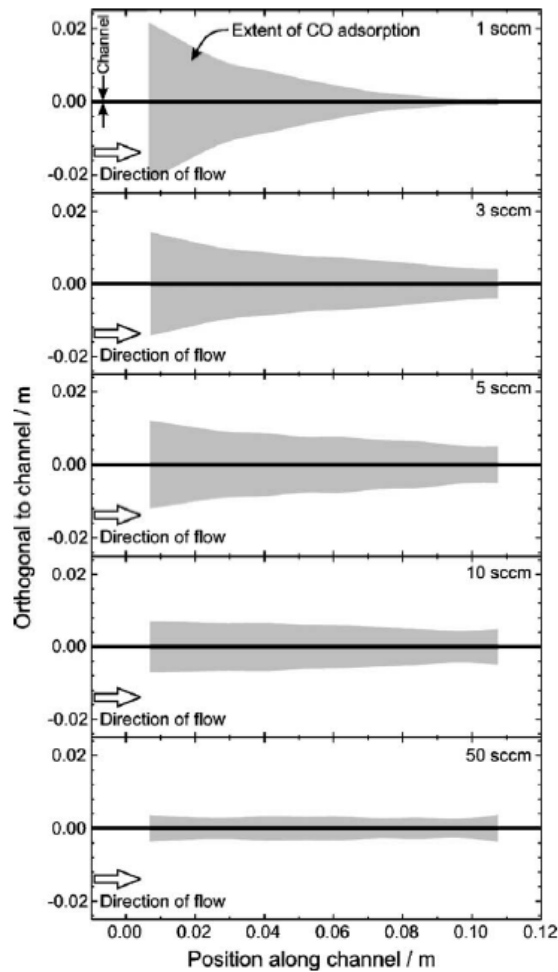 0.02
Channel
Extent of CO adsorption
1 sccm
0.00
-0.02
Direction of flow
0.02
3 sccm
0.00
-0.02
Direction of flow
0.02
5 sccm
0.00
-0.02
Direction of flow
0.02
10 sccm
0.00
-0.02
Direction of flow
0.02
50 sccm
0.00
-0.02
Direction of flow
Orthogonal to channel / m
0.00 0.02 0.04 0.06 0.08 0.10 0.12
Position along channel / m